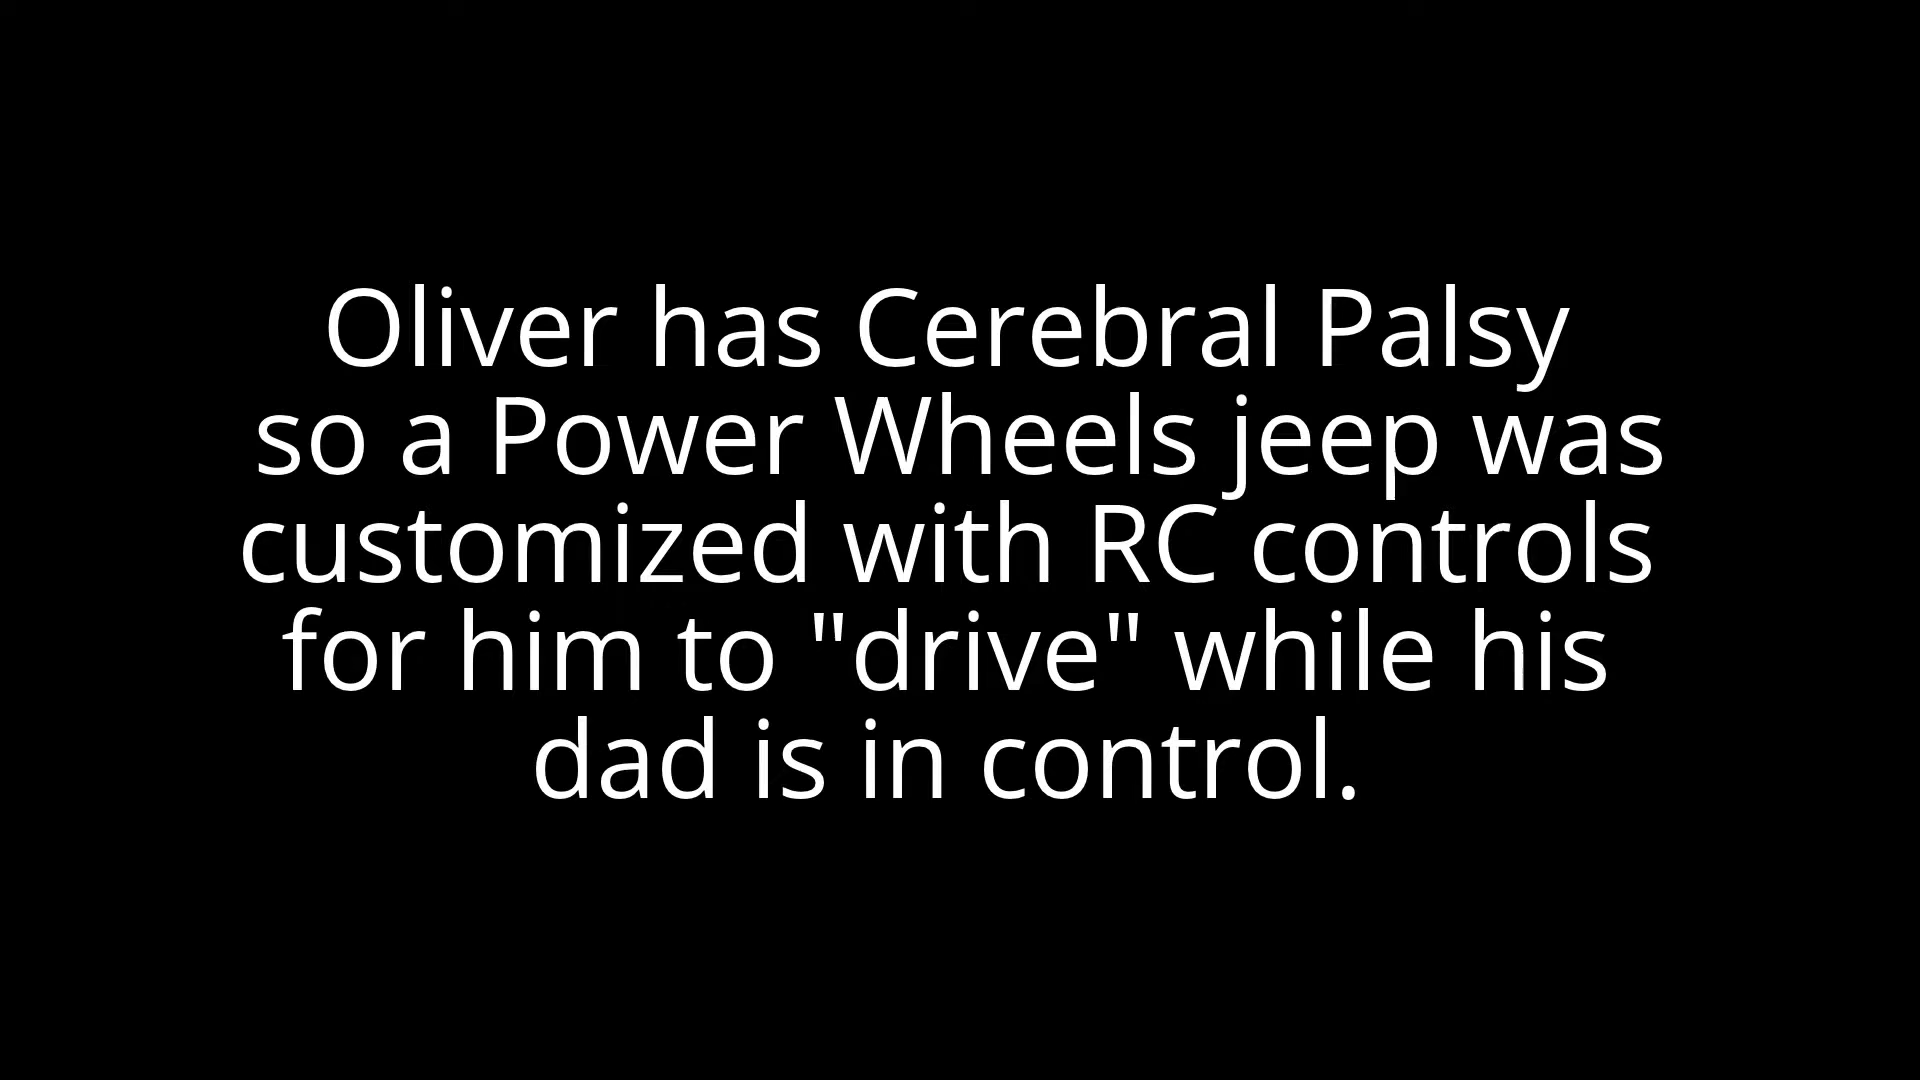 Oliver has Cerebral Palsy
so a Power Wheels jeep was
customized with RC controls
for him to "drive" while his
dad is in control.